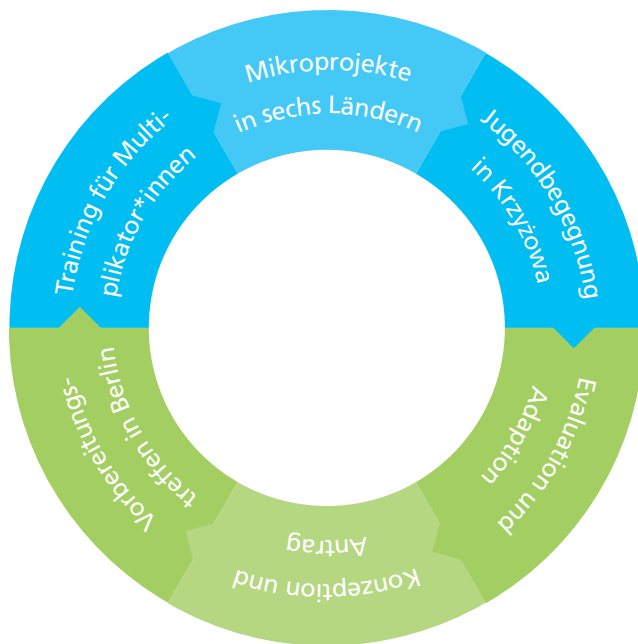 Mikroprojekte
in sechs Ländern
Jugendbegegnung
in Krzyżowa
Evaluation und
Adaption
Konzeption und
Antrag
Vorbereitungs-
treffen in Berlin
Training für Multi-
plikator*innen